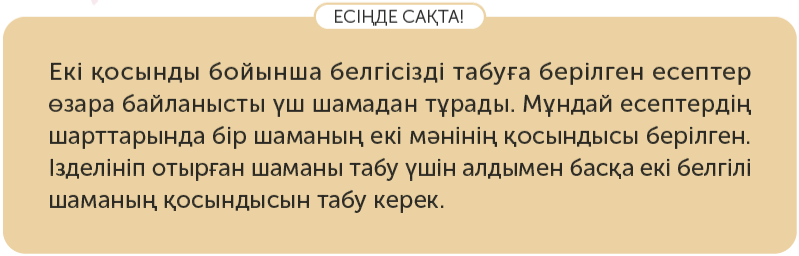 ЕСІҢДЕ САҚТА!
Екі қосынды бойынша белгісізді табуға берілген есептер
өзара байланысты үш шамадан тұрады. Мұндай есептердің
шарттарында бір шаманың екі мәнінің қосындысы берілген.
Ізделініп отырған шаманы табу үшін алдымен басқа екі белгілі
шаманың қосындысын табу керек.